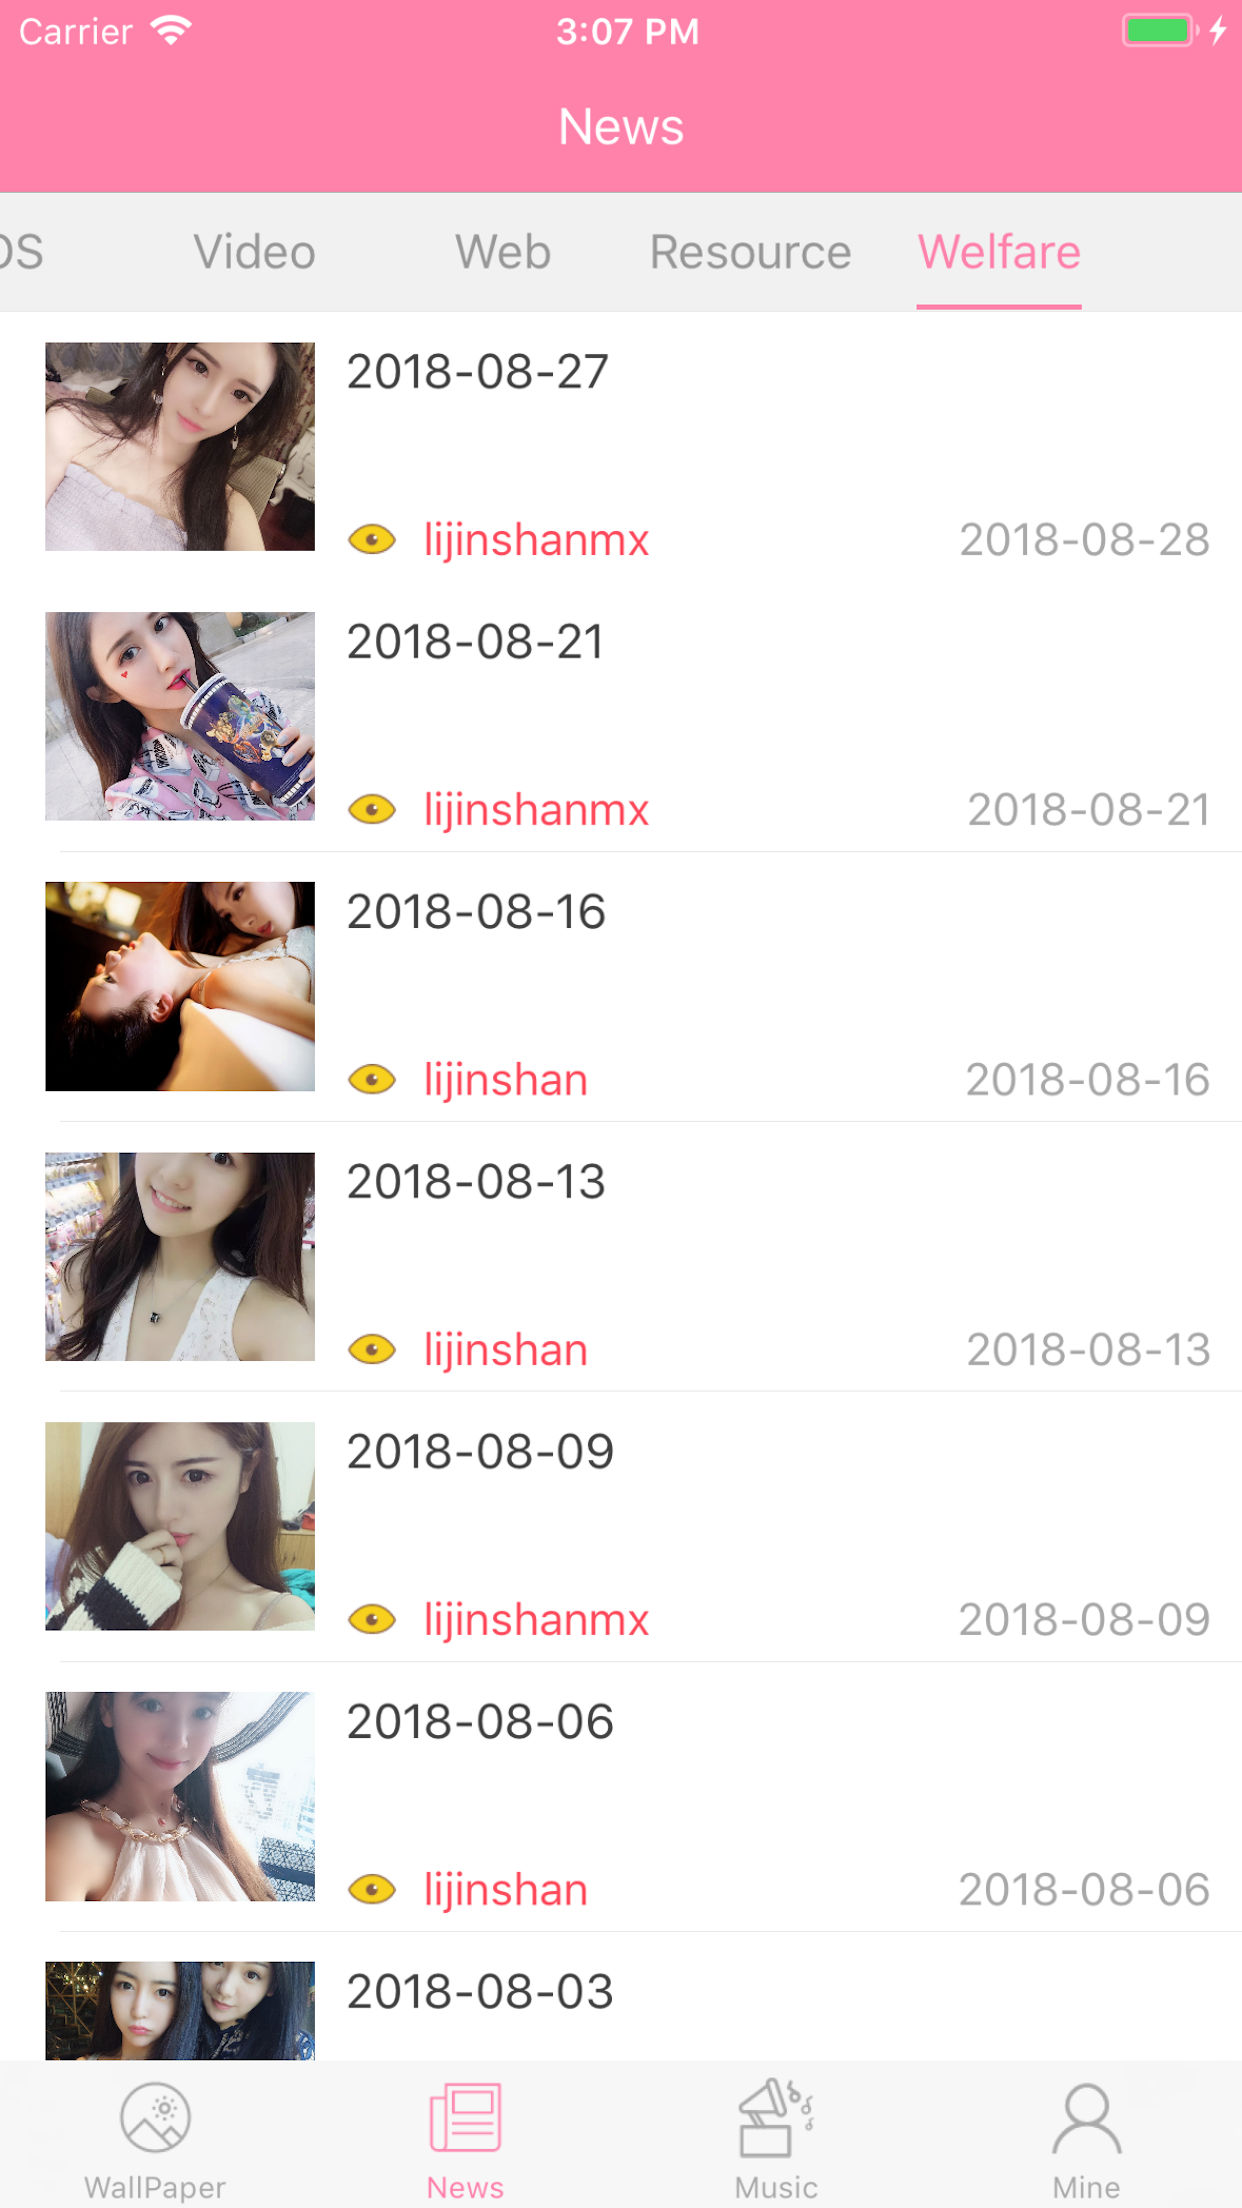 Carrier 3:07 PM
News
OS Video Web Resource Welfare
2018-08-27
lijinshanmx 2018-08-28
2018-08-21
lijinshanmx 2018-08-21
2018-08-16
lijinshan 2018-08-16
2018-08-13
lijinshan 2018-08-13
2018-08-09
lijinshanmx 2018-08-09
2018-08-06
lijinshan 2018-08-06
2018-08-03
WallPaper News Music Mine